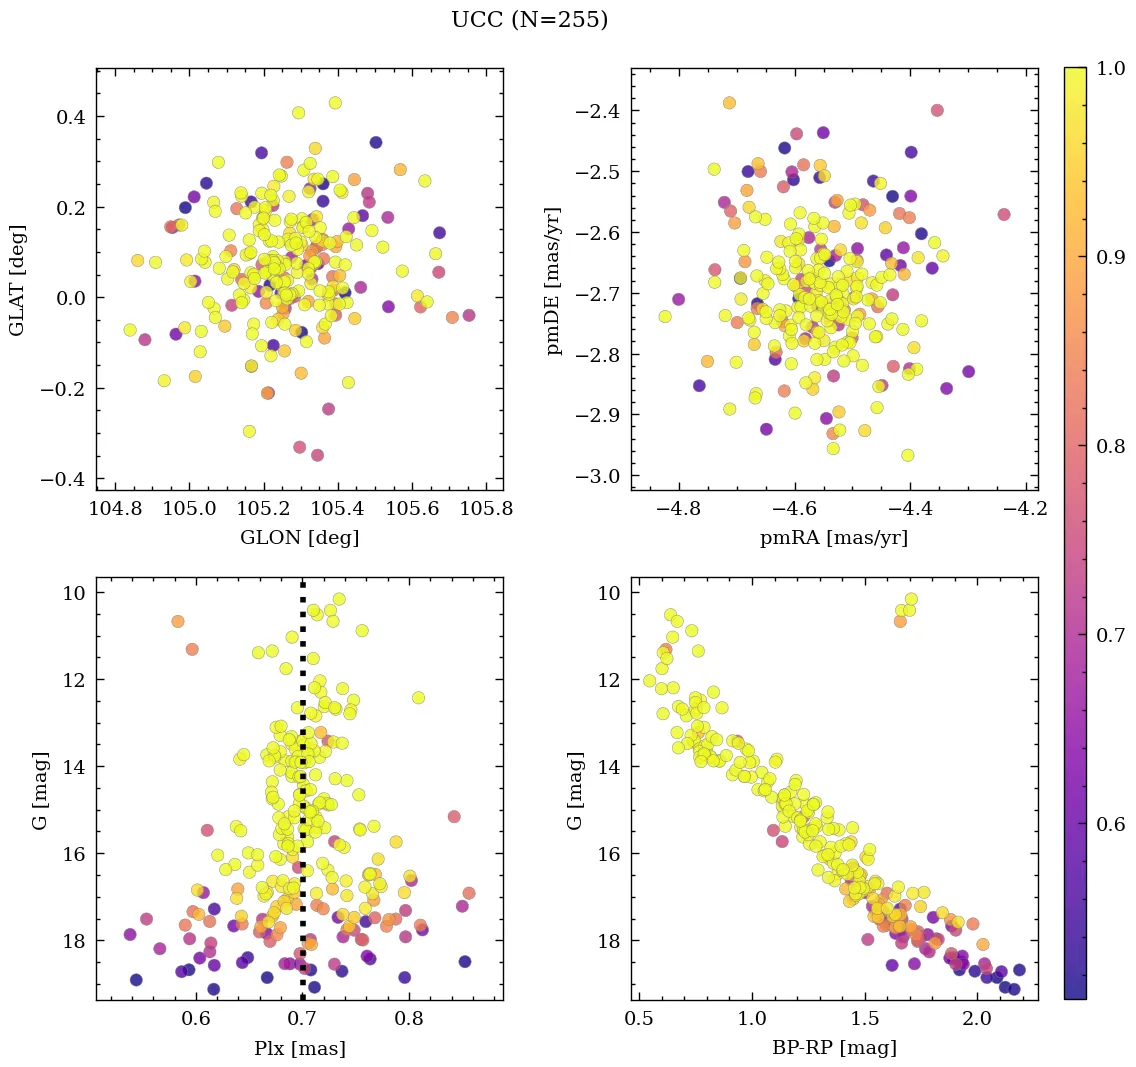 UCC (N=255)
0.4
0.2
0.0
−0.2
−0.4
GLAT [deg]
104.8 105.0 105.2 105.4 105.6 105.8
GLON [deg]
−2.4
−2.5
−2.6
−2.7
−2.8
−2.9
−3.0
pmDE [mas/yr]
−4.8 −4.6 −4.4 −4.2
pmRA [mas/yr]
1.0
0.9
0.8
0.7
0.6
10
12
14
16
18
G [mag]
0.6 0.7 0.8
Plx [mas]
10
12
14
16
18
G [mag]
0.5 1.0 1.5 2.0
BP-RP [mag]